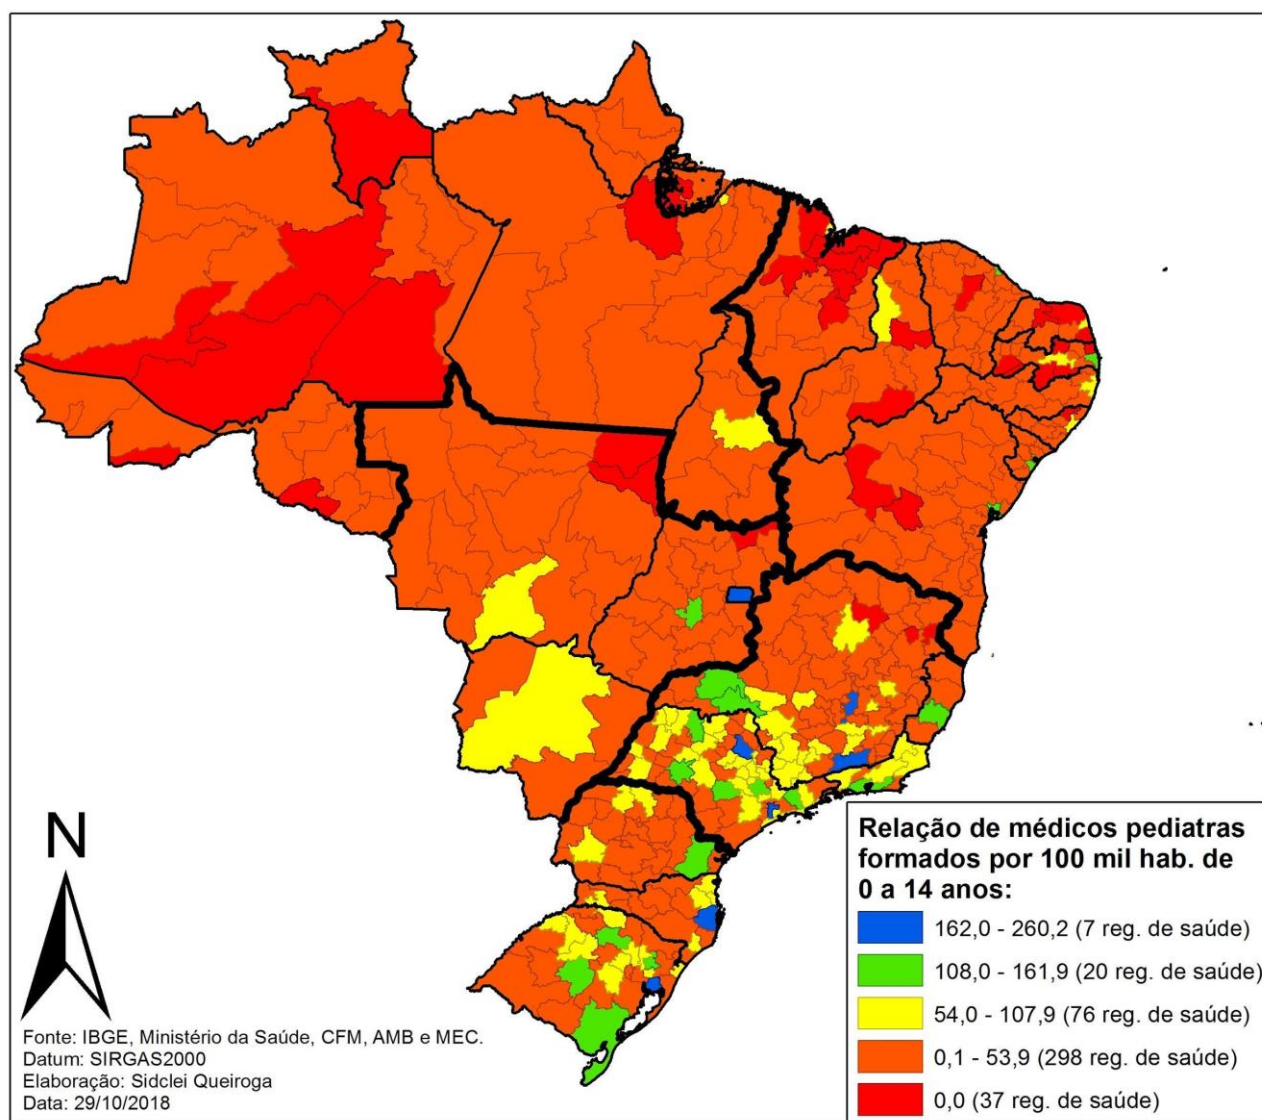 N
Fonte: IBGE, Ministério da Saúde, CFM, AMB e MEC.
Datum: SIRGAS2000
Elaboração: Sidclei Queiroga
Data: 29/10/2018
Relação de médicos pediatras
formados por 100 mil hab. de
0 a 14 anos:
162,0 - 260,2 (7 reg. de saúde)
108,0 - 161,9 (20 reg. de saúde)
54,0 - 107,9 (76 reg. de saúde)
0,1 - 53,9 (298 reg. de saúde)
0,0 (37 reg. de saúde)